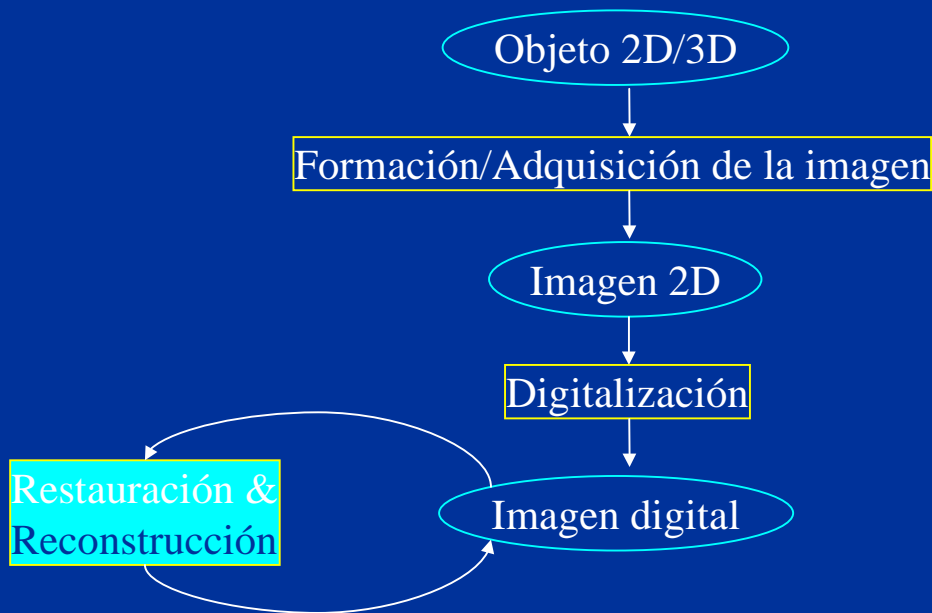 Objeto 2D/3D
Formación/Adquisición de la imagen
Imagen 2D
Digitalización
Restauración &
Reconstrucción
Imagen digital